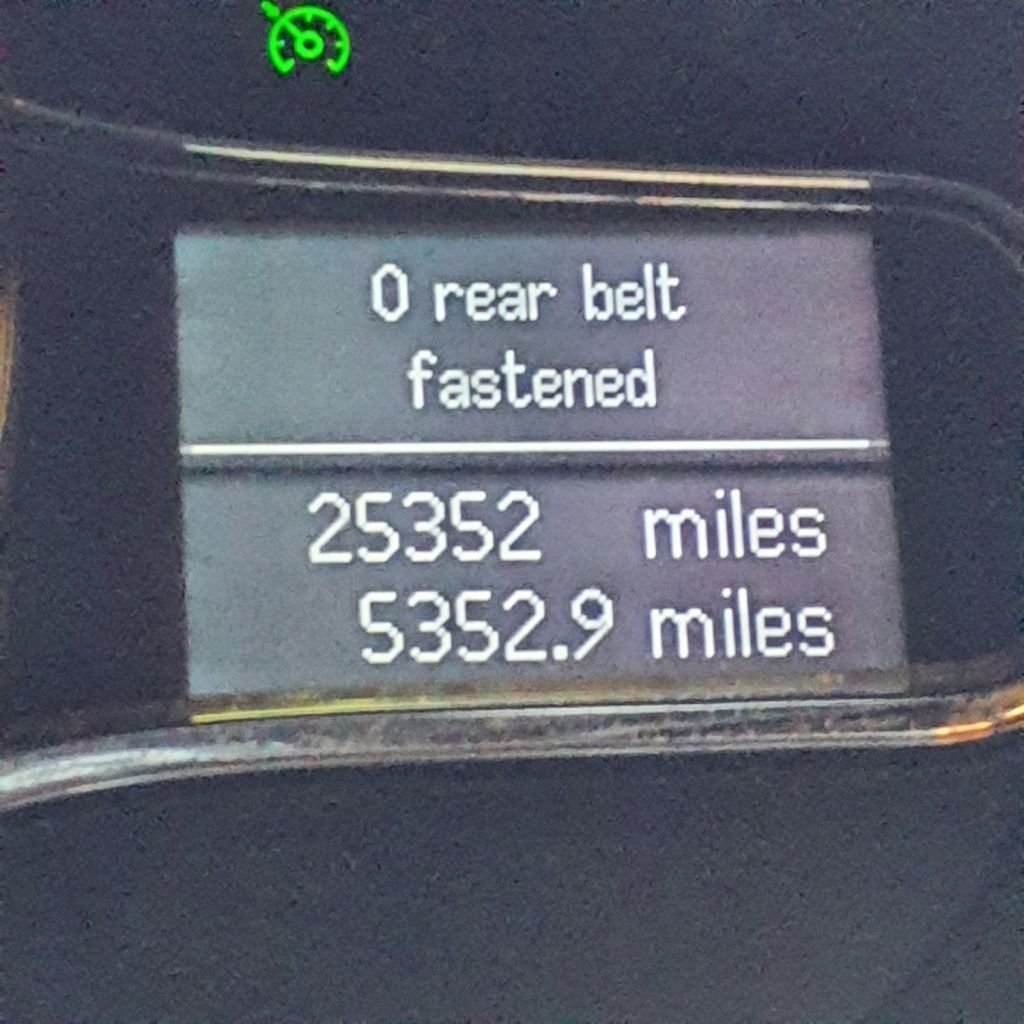 0 rear belt
fastened
25352 miles
5352.9 miles